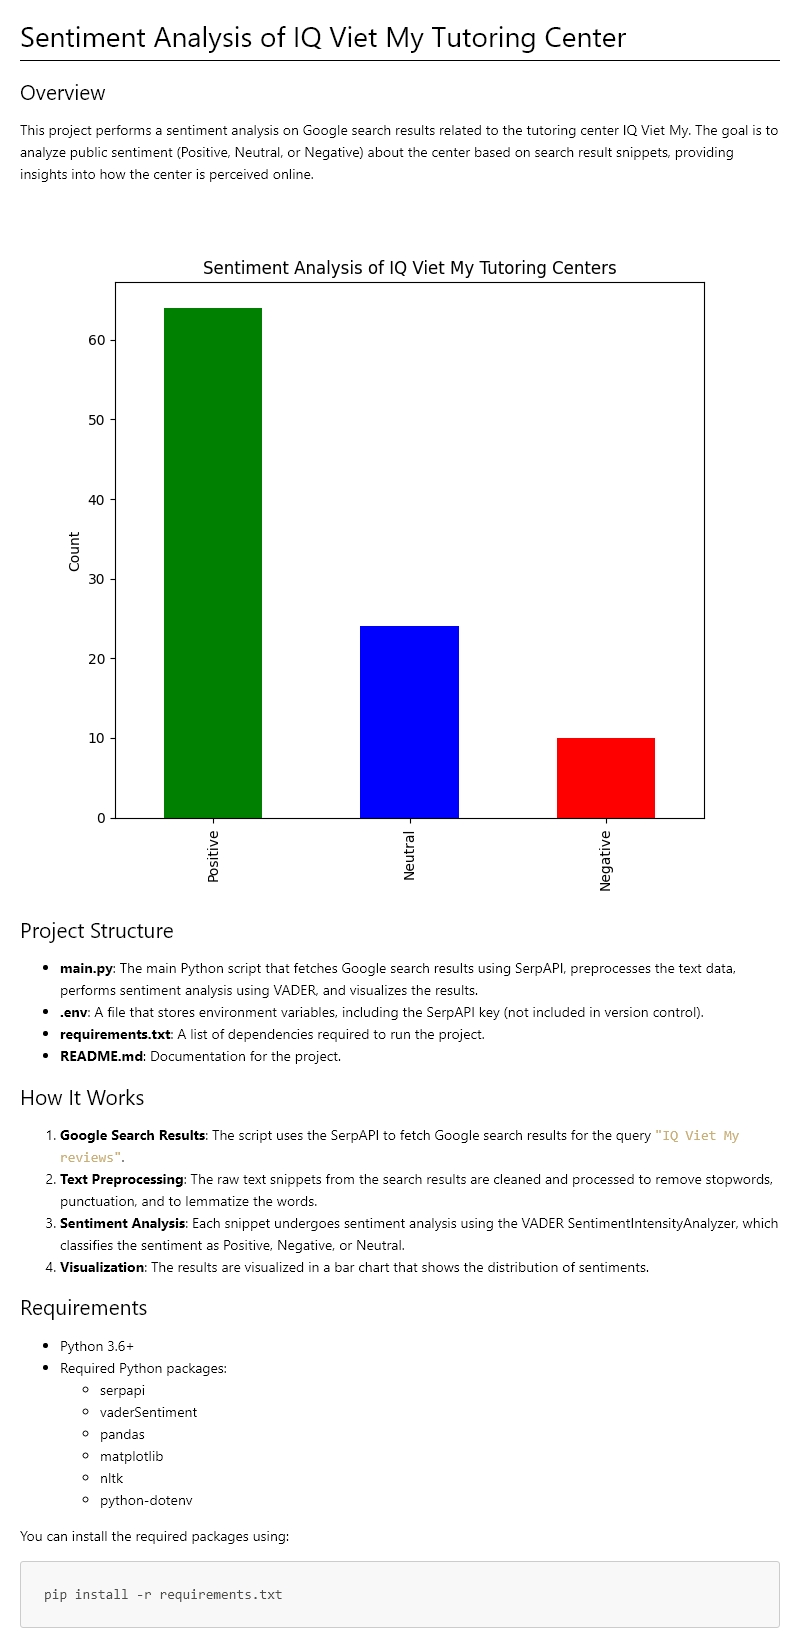 Sentiment Analysis of IQ Viet My Tutoring Center
Overview
This project performs a sentiment analysis on Google search results related to the tutoring center IQ Viet My. The goal is to
analyze public sentiment (Positive, Neutral, or Negative) about the center based on search result snippets, providing
insights into how the center is perceived online.
Sentiment Analysis of IQ Viet My Tutoring Centers
60
50
40
30
20
10
0
Count
Positive
Neutral
Negative
Project Structure
• main.py: The main Python script that fetches Google search results using SerpAPI, preprocesses the text data,
performs sentiment analysis using VADER, and visualizes the results.
• .env: A file that stores environment variables, including the SerpAPI key (not included in version control).
• requirements.txt: A list of dependencies required to run the project.
• README.md: Documentation for the project.
How It Works
1. Google Search Results: The script uses the SerpAPI to fetch Google search results for the query "IQ Viet My
reviews".
2. Text Preprocessing: The raw text snippets from the search results are cleaned and processed to remove stopwords,
punctuation, and to lemmatize the words.
3. Sentiment Analysis: Each snippet undergoes sentiment analysis using the VADER SentimentIntensityAnalyzer, which
classifies the sentiment as Positive, Negative, or Neutral.
4. Visualization: The results are visualized in a bar chart that shows the distribution of sentiments.
Requirements
• Python 3.6+
• Required Python packages:
◦ serpapi
◦ vaderSentiment
◦ pandas
◦ matplotlib
◦ nltk
◦ python-dotenv
You can install the required packages using:
pip install -r requirements.txt